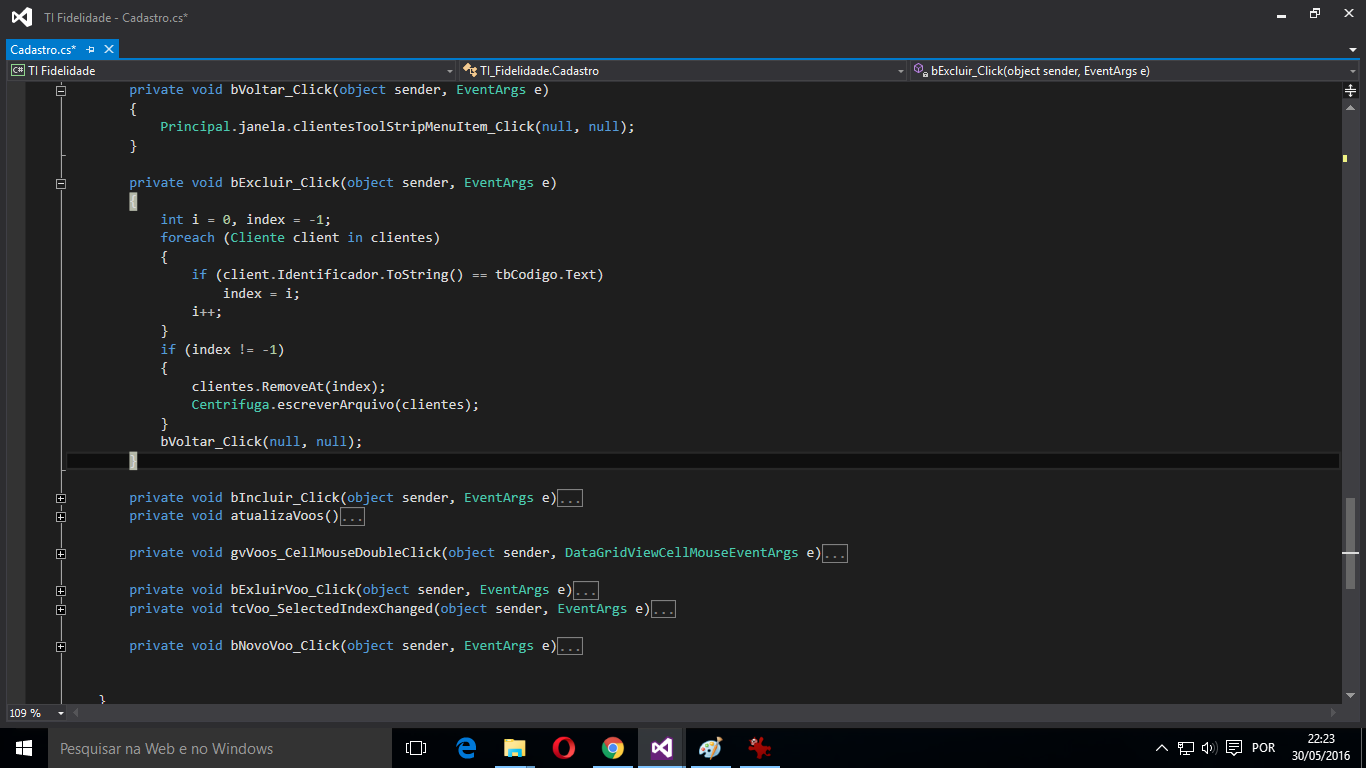 TI Fidelidade - Cadastro.cs*
Cadastro.cs*
C# TI Fidelidade
TI_Fidelidade.Cadastro
bExcluir_Click(object sender, EventArgs e)
private void bVoltar_Click(object sender, EventArgs e)
{
Principal.janela.clientesToolStripMenuItem_Click(null, null);
}
private void bExcluir_Click(object sender, EventArgs e)
{
int i = 0, index = -1;
foreach (Cliente client in clientes)
{
if (client.Identificador.ToString() == tbCodigo.Text)
index = i;
i++;
}
if (index != -1)
{
clientes.RemoveAt(index);
Centrifuga.escreverArquivo(clientes);
}
bVoltar_Click(null, null);
}
private void bIncluir_Click(object sender, EventArgs e)...
private void atualizaVoos()...
private void gvVoos_CellMouseDoubleClick(object sender, DataGridViewCellMouseEventArgs e)...
private void bExluirVoo_Click(object sender, EventArgs e)...
private void tcVoo_SelectedIndexChanged(object sender, EventArgs e)...
private void bNovoVoo_Click(object sender, EventArgs e)...
}
109 %
Pesquisar na Web e no Windows
POR
22:23
30/05/2016